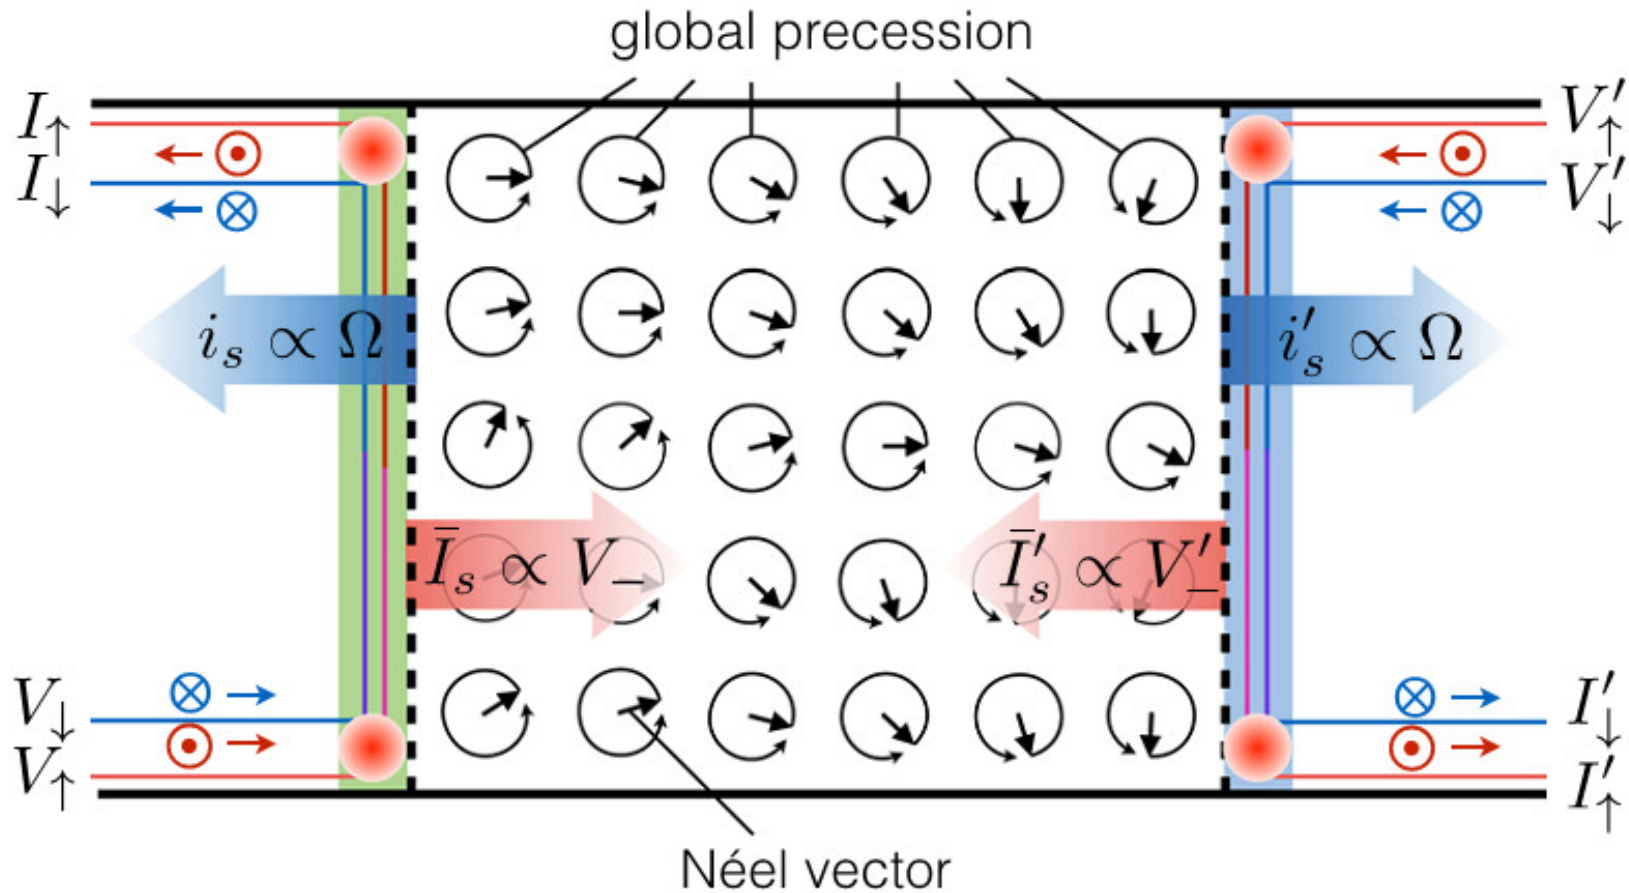 global precession
I↑
I↓
V′↑
V′↓
i_s ∝ Ω
i′_s ∝ Ω
Ī_s ∝ V₋
Ī′_s ∝ V′₋
V↓
V↑
I′↓
I′↑
Néel vector